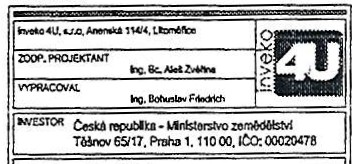 Inveko 4U, s.r.o, Anenská 114/4, Litoměřice
ZODP. PROJEKTANT
Ing. Bc. Aleš Zvěřina
VYPRACOVAL
Ing. Bohuslav Friedrich
inveko
4U
INVESTOR Česká republika - Ministerstvo zemědělství
Těšnov 65/17, Praha 1, 110 00, IČO: 00020478